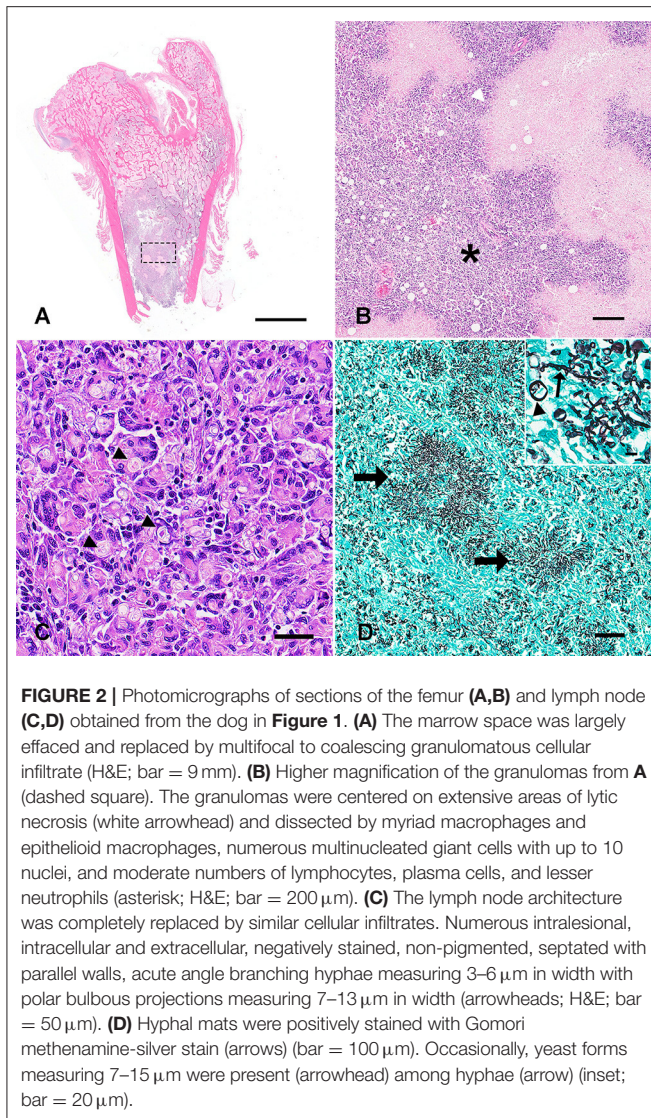 A
B
C
D
FIGURE 2 | Photomicrographs of sections of the femur (A,B) and lymph node
(C,D) obtained from the dog in Figure 1. (A) The marrow space was largely
effaced and replaced by multifocal to coalescing granulomatous cellular
infiltrate (H&E; bar = 9 mm). (B) Higher magnification of the granulomas from A
(dashed square). The granulomas were centered on extensive areas of lytic
necrosis (white arrowhead) and dissected by myriad macrophages and
epithelioid macrophages, numerous multinucleated giant cells with up to 10
nuclei, and moderate numbers of lymphocytes, plasma cells, and lesser
neutrophils (asterisk; H&E; bar = 200 μm). (C) The lymph node architecture
was completely replaced by similar cellular infiltrates. Numerous intralesional,
intracellular and extracellular, negatively stained, non-pigmented, septated with
parallel walls, acute angle branching hyphae measuring 3–6 μm in width with
polar bulbous projections measuring 7–13 μm in width (arrowheads; H&E; bar
= 50 μm). (D) Hyphal mats were positively stained with Gomori
methenamine-silver stain (arrows) (bar = 100 μm). Occasionally, yeast forms
measuring 7–15 μm were present (arrowhead) among hyphae (arrow) (inset;
bar = 20 μm).